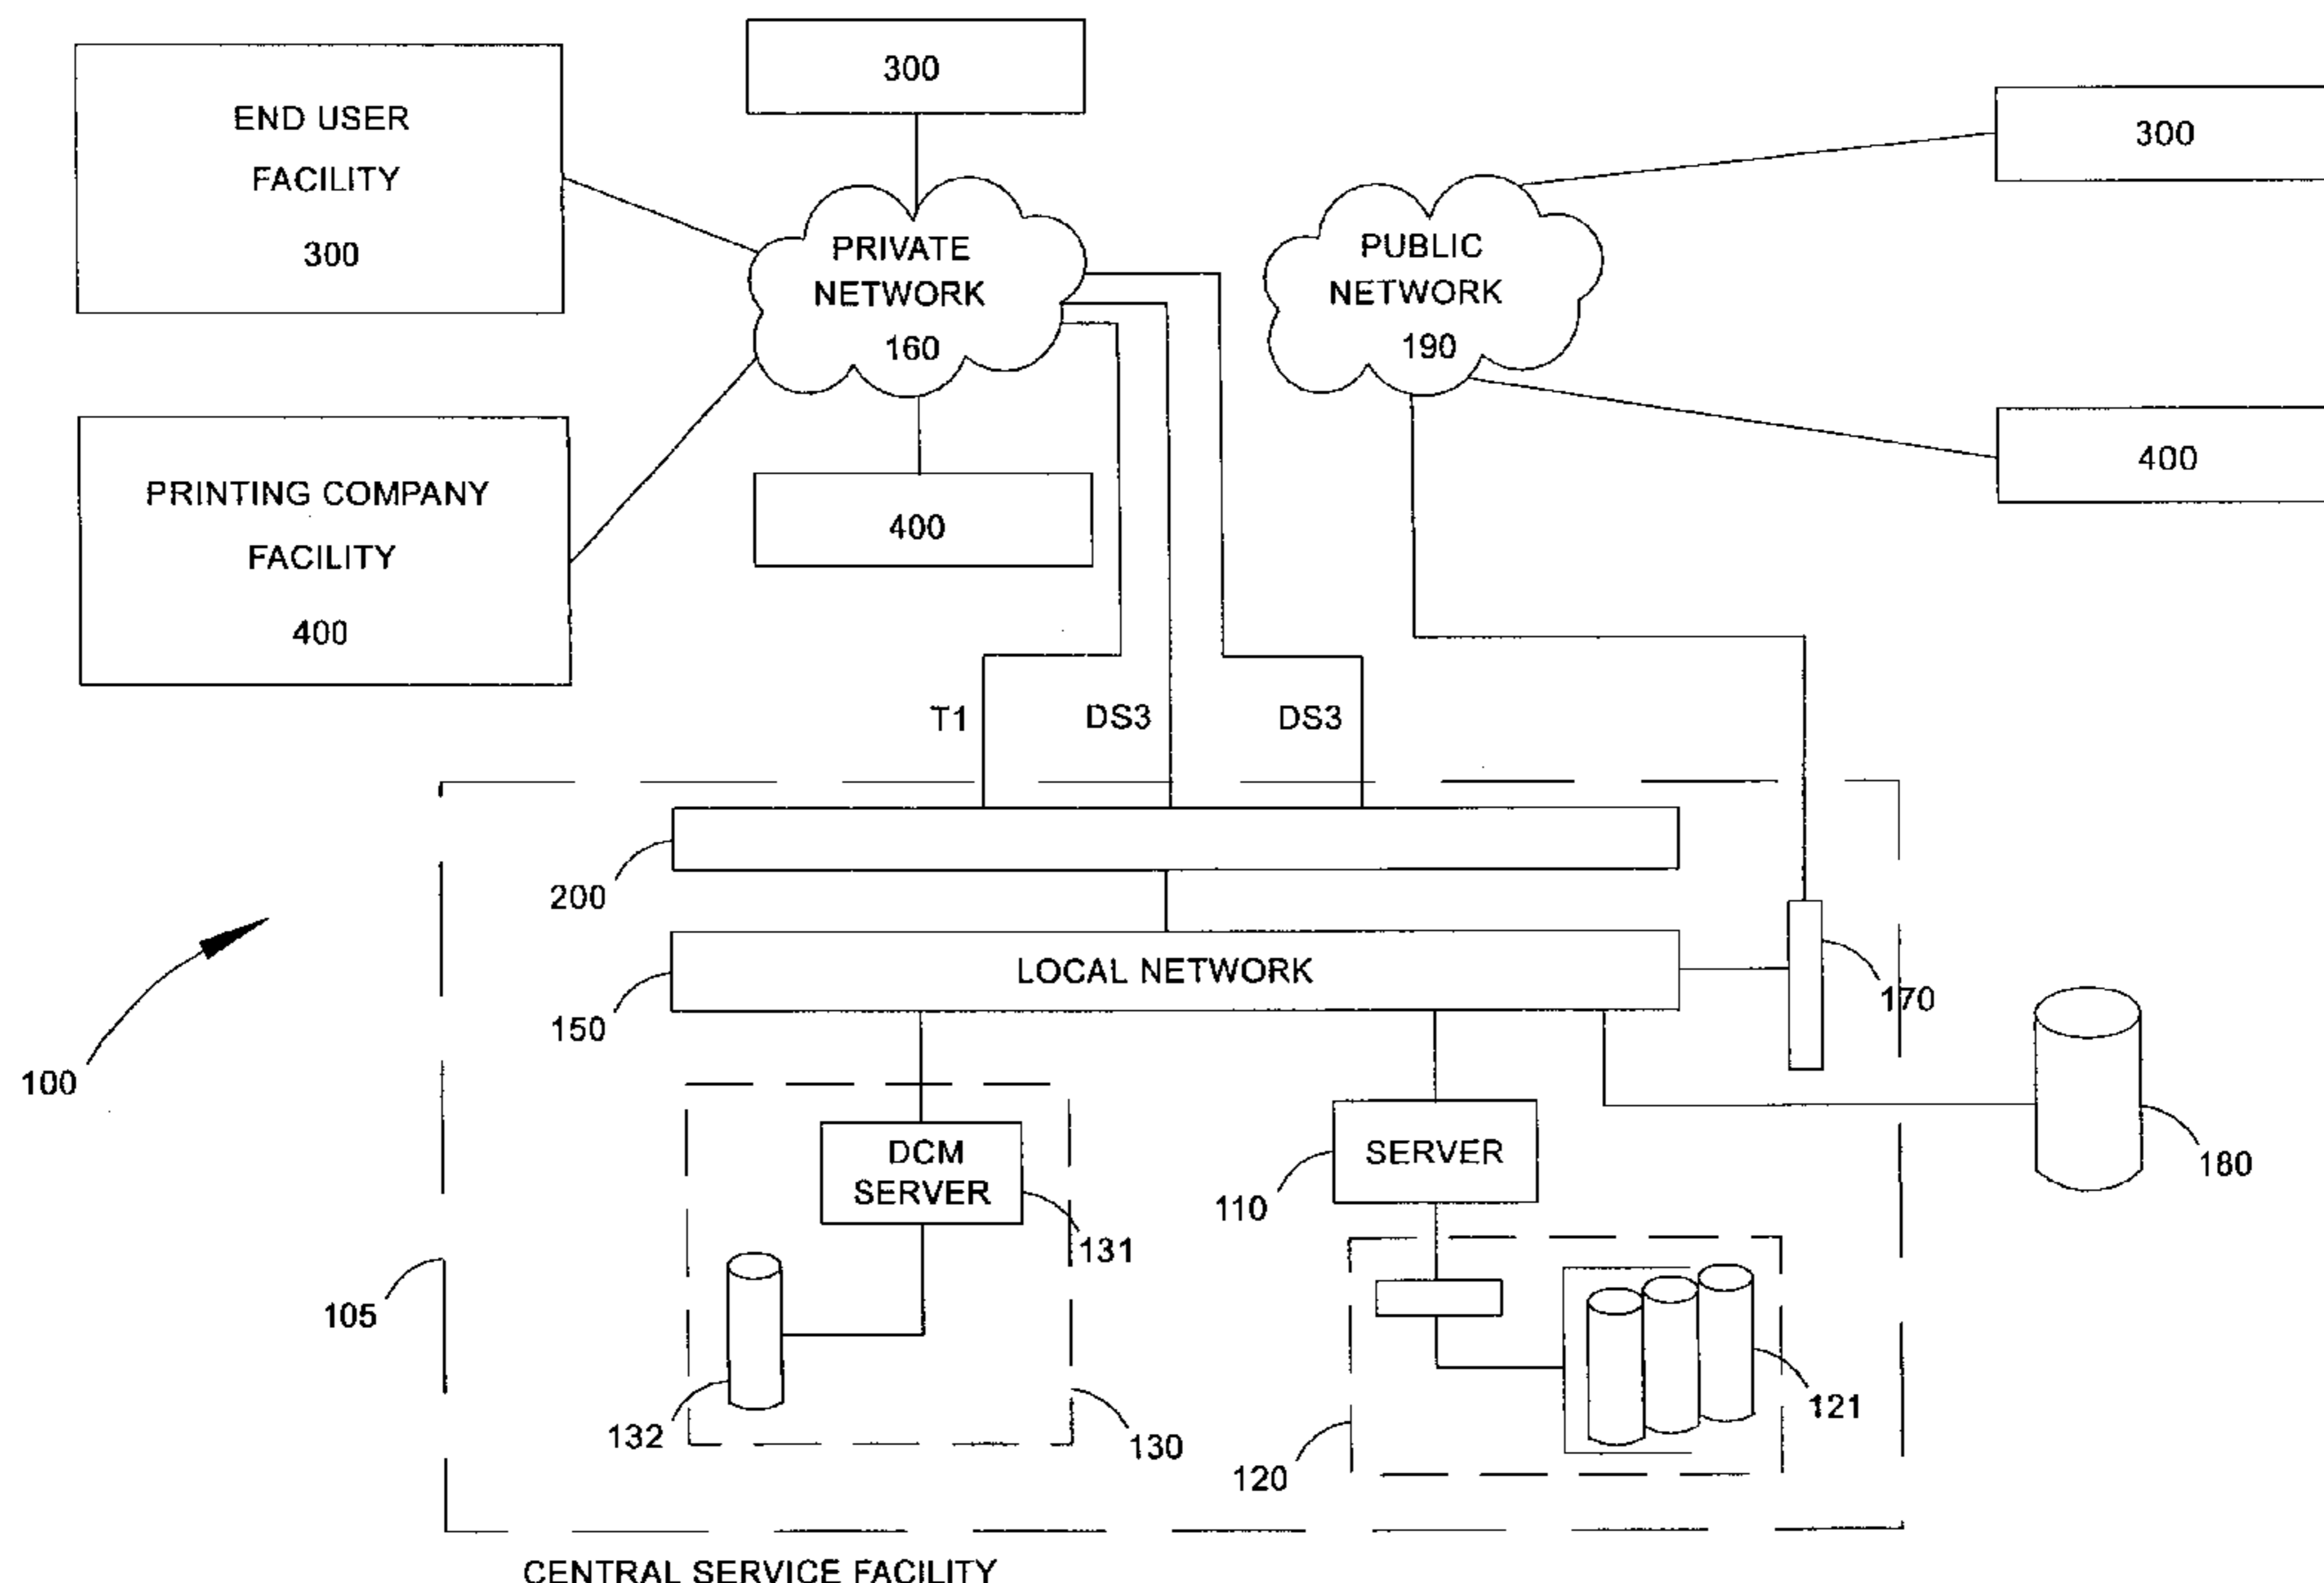 300
END USER
FACILITY
300
300
PRIVATE
NETWORK
160
PUBLIC
NETWORK
190
PRINTING COMPANY
FACILITY
400
400
400
T1
DS3
DS3
200
LOCAL NETWORK
150
170
100
DCM
SERVER
131
SERVER
110
180
105
132
130
120
121
CENTRAL SERVICE FACILITY